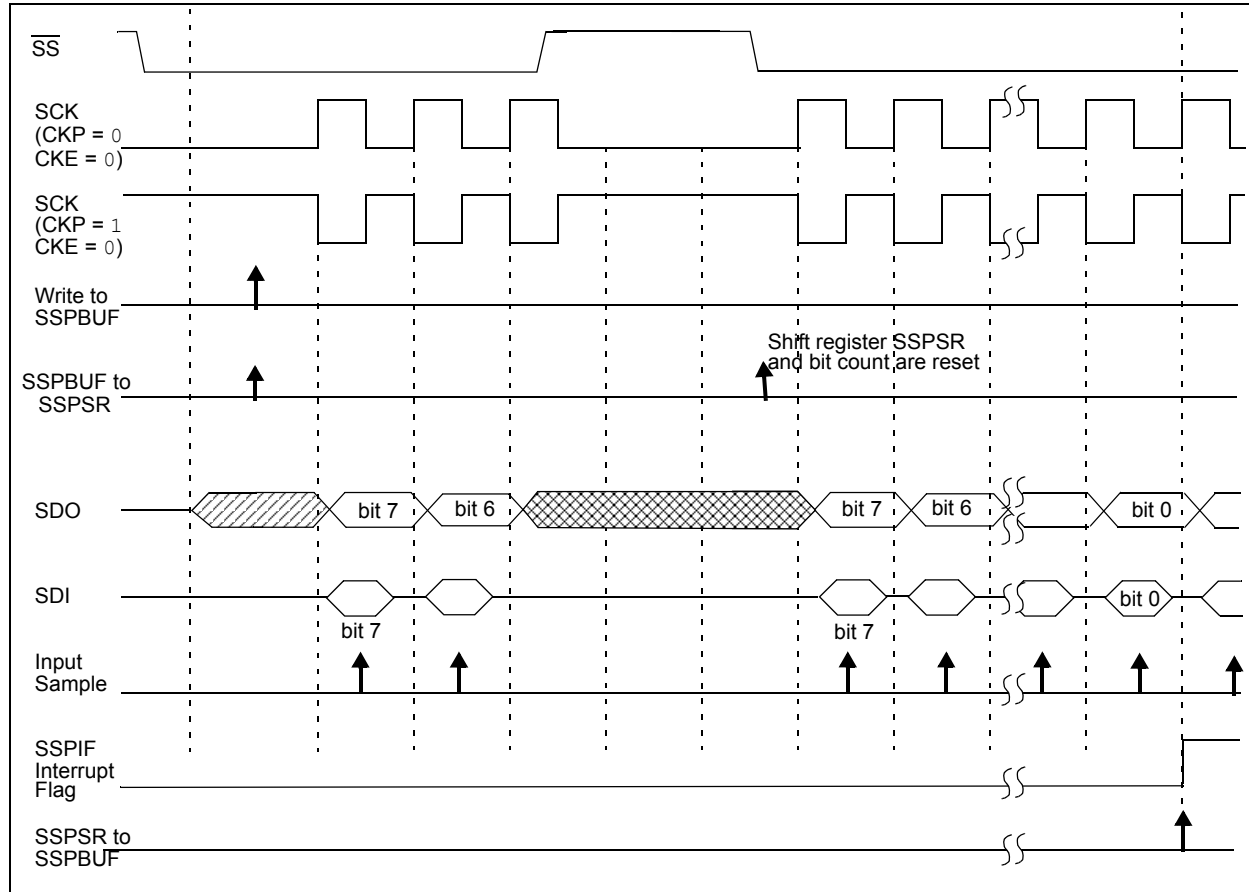 SS
SCK
(CKP = 0
CKE = 0)
SCK
(CKP = 1
CKE = 0)
Write to
SSPBUF
Shift register SSPSR
and bit count are reset
SSPBUF to
SSPSR
SDO
bit 7
bit 6
bit 7
bit 6
bit 0
SDI
bit 0
bit 7
bit 7
Input
Sample
SSPIF
Interrupt
Flag
SSPSR to
SSPBUF